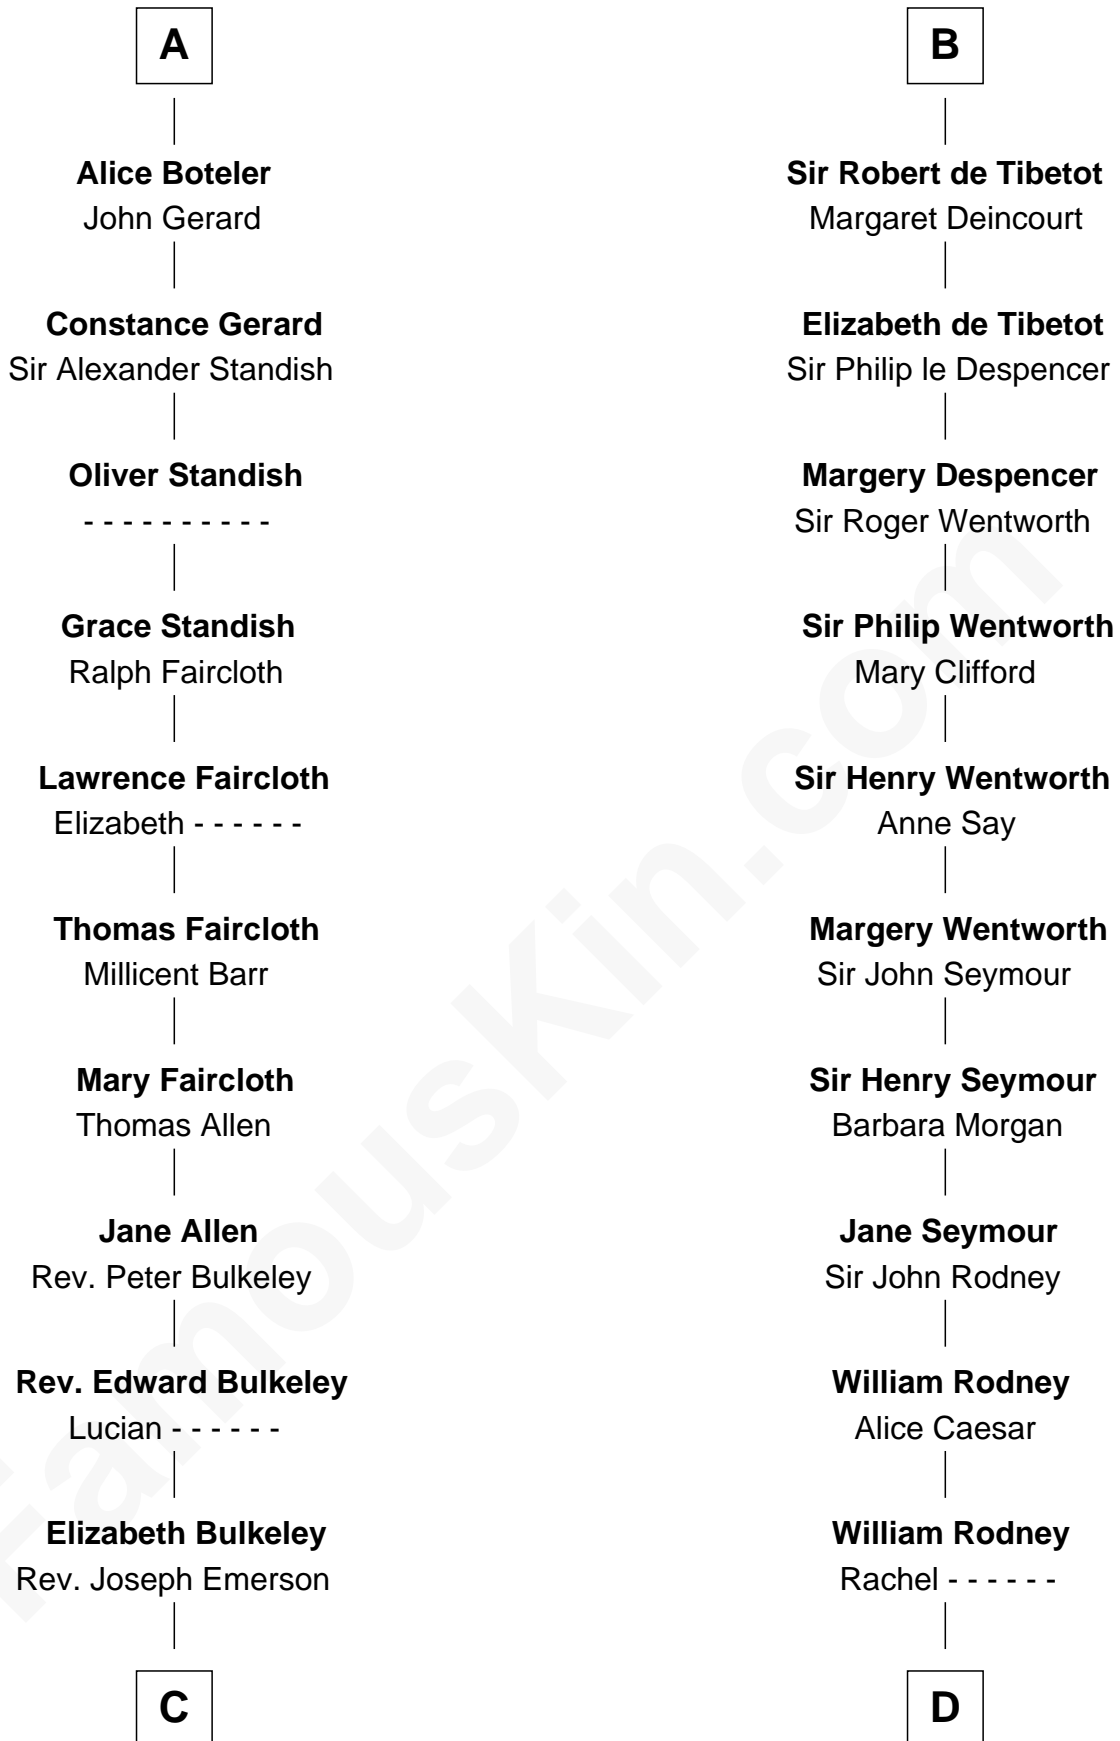 A
Alice Boteler
John Gerard
Constance Gerard
Sir Alexander Standish
Oliver Standish
- - - - - - - - - -
Grace Standish
Ralph Faircloth
Lawrence Faircloth
Elizabeth - - - - - -
Thomas Faircloth
Millicent Barr
Mary Faircloth
Thomas Allen
Jane Allen
Rev. Peter Bulkeley
Rev. Edward Bulkeley
Lucian - - - - - -
Elizabeth Bulkeley
Rev. Joseph Emerson
C
B
Sir Robert de Tibetot
Margaret Deincourt
Elizabeth de Tibetot
Sir Philip le Despencer
Margery Despencer
Sir Roger Wentworth
Sir Philip Wentworth
Mary Clifford
Sir Henry Wentworth
Anne Say
Margery Wentworth
Sir John Seymour
Sir Henry Seymour
Barbara Morgan
Jane Seymour
Sir John Rodney
William Rodney
Alice Caesar
William Rodney
Rachel - - - - - -
D
FamousKin.com